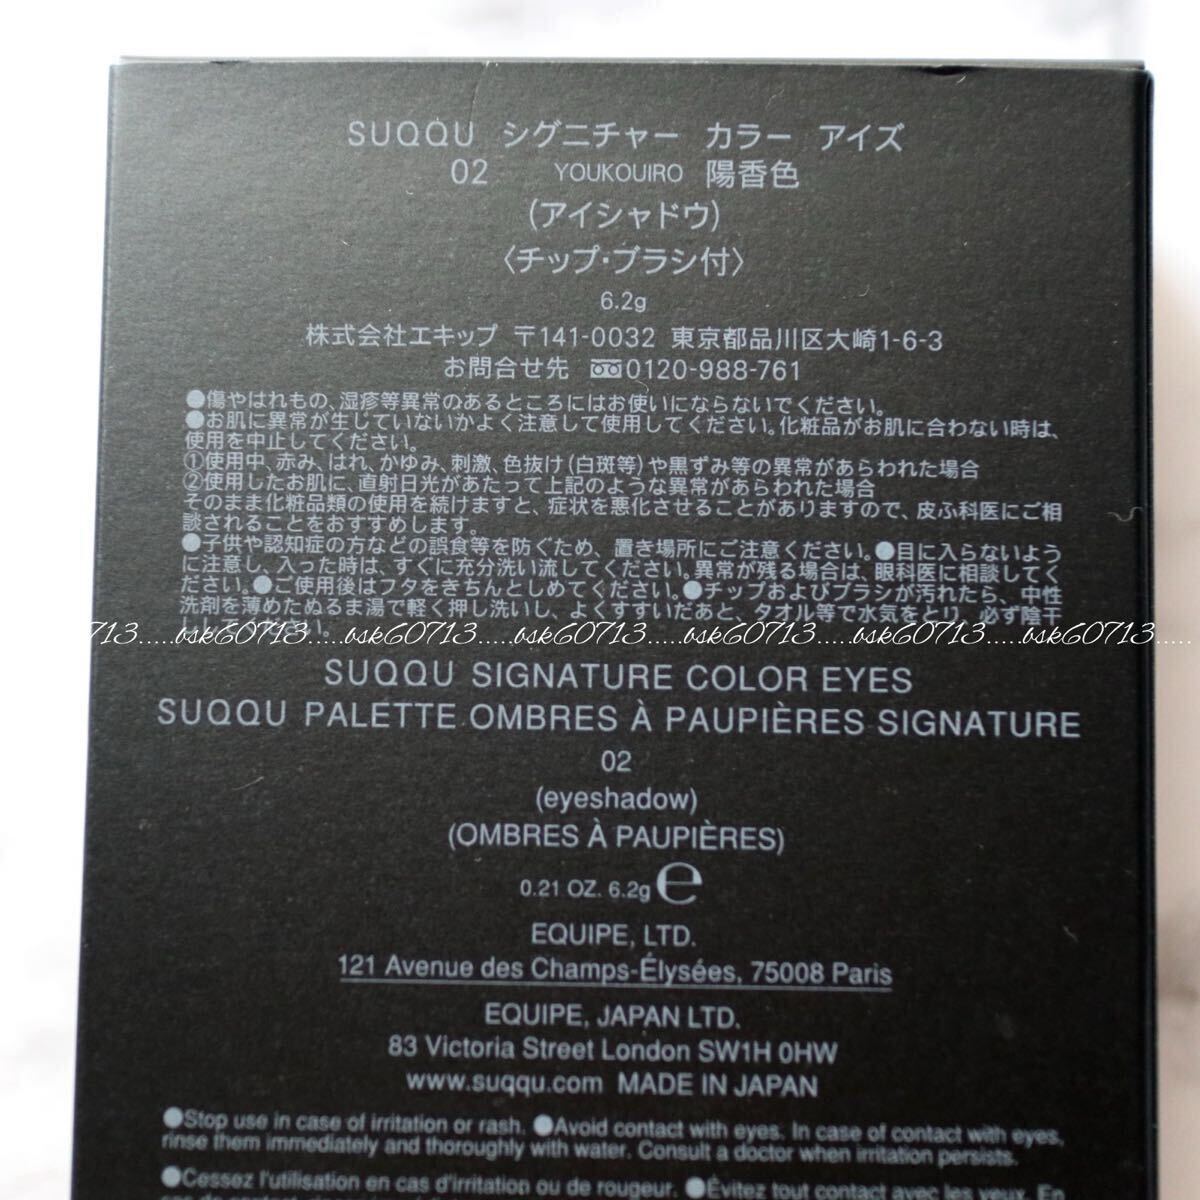 SUQQU シグニチャー カラー アイズ
02 YOUKOUIRO 陽香色
(アイシャドウ)
〈チップ・ブラシ付〉
6.2g
株式会社エキップ 〒141-0032 東京都品川区大崎1-6-3
お問合せ先 0120-988-761
●傷やはれもの、湿疹等異常のあるところにはお使いにならないでください。
●お肌に異常が生じていないかよく注意して使用してください。化粧品がお肌に合わない時は、
使用を中止してください。
①使用中、赤み、はれ、かゆみ、刺激、色抜け(白斑等)や黒ずみ等の異常があらわれた場合
②使用したお肌に、直射日光があたって上記のような異常があらわれた場合
そのまま化粧品類の使用を続けますと、症状を悪化させることがありますので、皮ふ科医にご相
談されることをおすすめします。
●子供や認知症の方などの誤食等を防ぐため、置き場所にご注意ください。●目に入らないよう
に注意し、入った時は、すぐに充分洗い流してください。異常が残る場合は、眼科医に相談してく
ださい。●ご使用後はフタをきちんとしめてください。●チップおよびブラシが汚れたら、中性
洗剤を薄めたぬるま湯で軽く押し洗いし、よくすすいだあと、タオル等で水気をとり、必ず陰干
713.....bsk60713.....bsk60713.....bsk60713.....bsk60713.....bsk60713.....bsk60713.....
SUQQU SIGNATURE COLOR EYES
SUQQU PALETTE OMBRES À PAUPIÈRES SIGNATURE
02
(eyeshadow)
(OMBRES À PAUPIÈRES)
0.21 OZ. 6.2g ℮
EQUIPE, LTD.
121 Avenue des Champs-Élysées, 75008 Paris
EQUIPE, JAPAN LTD.
83 Victoria Street London SW1H 0HW
www.suqqu.com MADE IN JAPAN
●Stop use in case of irritation or rash. ●Avoid contact with eyes. In case of contact with eyes,
rinse them immediately and thoroughly with water. Consult a doctor when irritation persists.
●Cessez l'utilisation en cas d'irritation ou de rougeur. ●Évitez tout contact avec les yeux. En